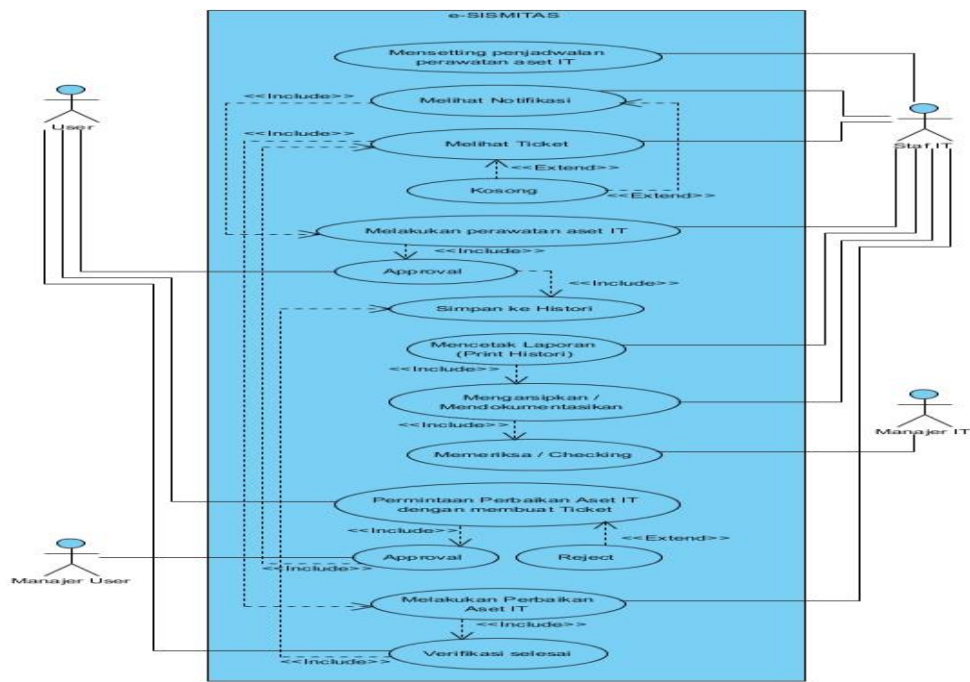 e-SISMITAS
Mensetting penjadwalan
perawatan aset IT
User
<<Include>>
Melihat Notifikasi
Staf IT
<<Include>>
Melihat Ticket
<<Extend>>
Kosong
<<Extend>>
Melakukan perawatan aset IT
<<Include>>
Approval
<<Include>>
Simpan ke Histori
Mencetak Laporan
(Print Histori)
<<Include>>
Mengarsipkan /
Mendokumentasikan
<<Include>>
Manajer IT
Memeriksa / Checking
Permintaan Perbaikan Aset IT
dengan membuat Ticket
<<Include>>
<<Extend>>
Approval
Reject
<<Include>>
Manajer User
Melakukan Perbaikan
Aset IT
<<Include>>
Verifikasi selesai
<<Include>>